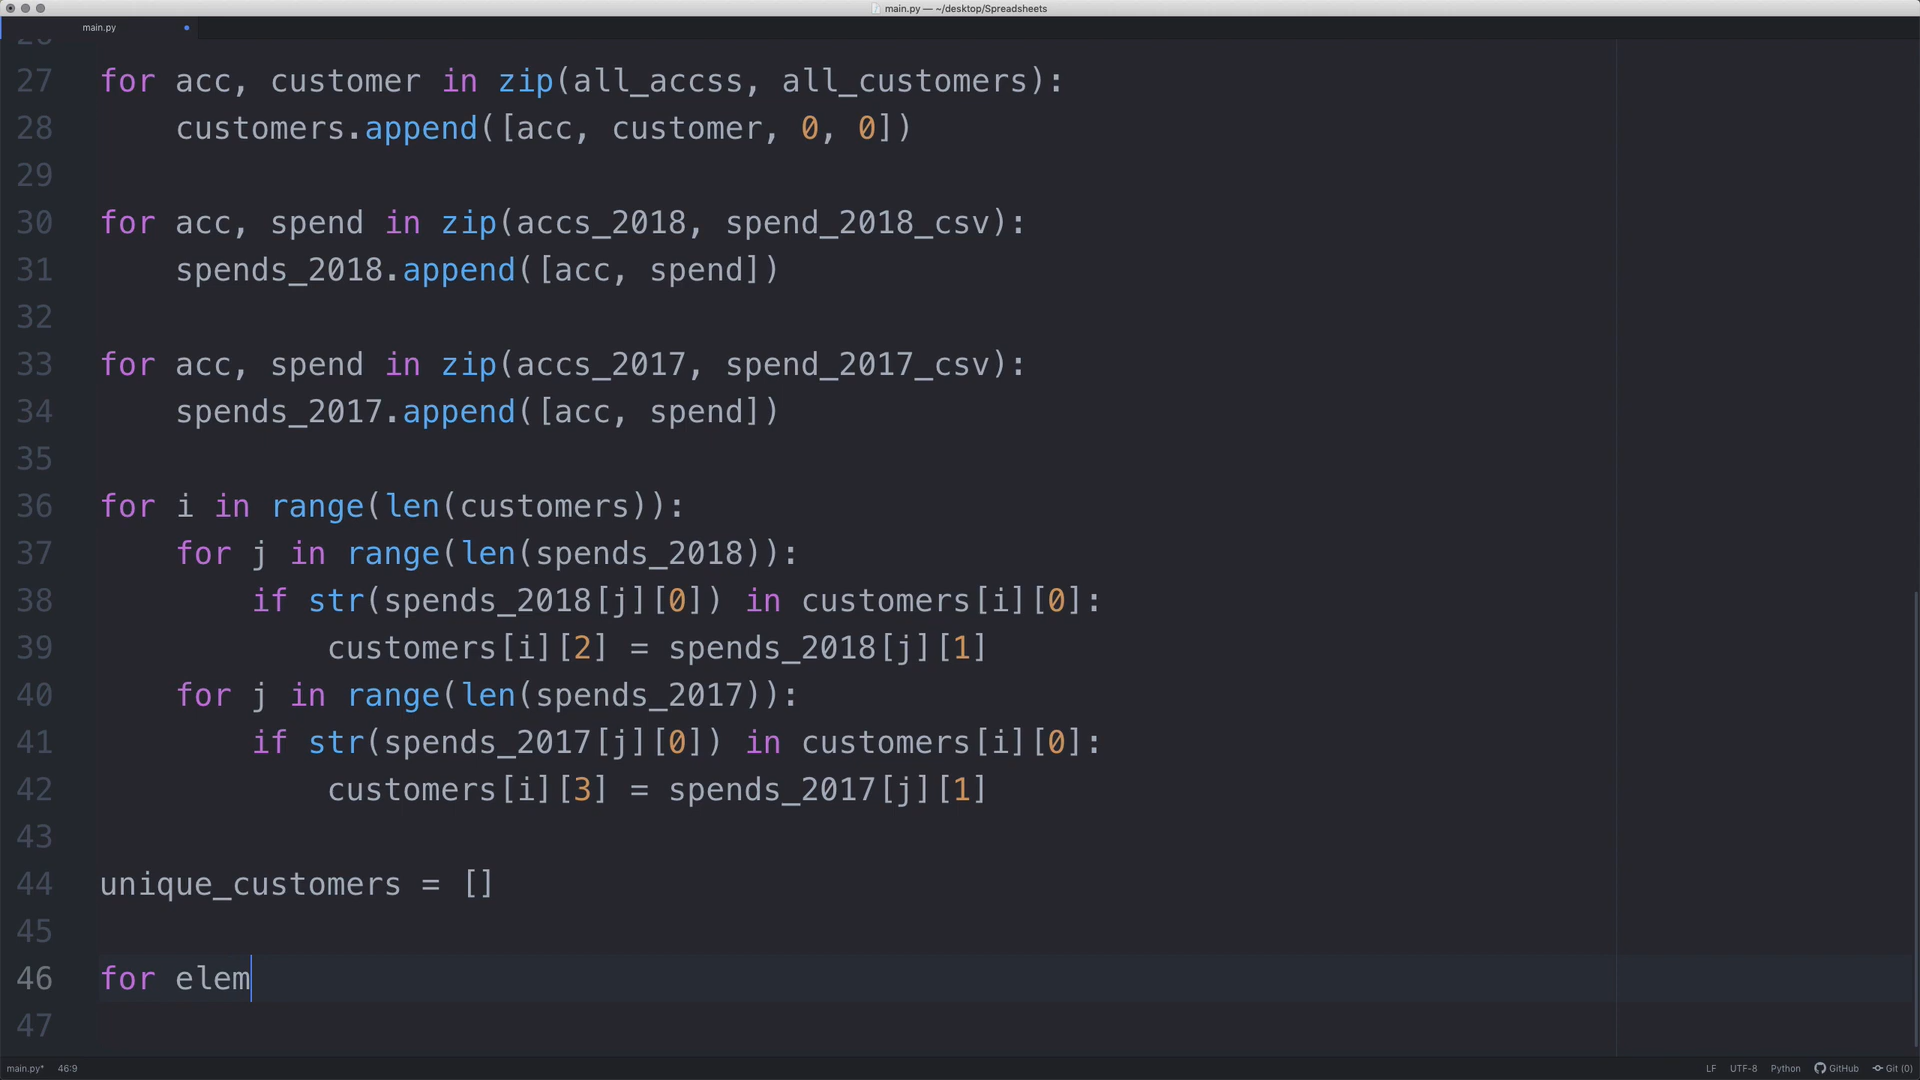 main.py — ~/desktop/Spreadsheets
main.py
27 for acc, customer in zip(all_accss, all_customers):
28 customers.append([acc, customer, 0, 0])
29
30 for acc, spend in zip(accs_2018, spend_2018_csv):
31 spends_2018.append([acc, spend])
32
33 for acc, spend in zip(accs_2017, spend_2017_csv):
34 spends_2017.append([acc, spend])
35
36 for i in range(len(customers)):
37 for j in range(len(spends_2018)):
38 if str(spends_2018[j][0]) in customers[i][0]:
39 customers[i][2] = spends_2018[j][1]
40 for j in range(len(spends_2017)):
41 if str(spends_2017[j][0]) in customers[i][0]:
42 customers[i][3] = spends_2017[j][1]
43
44 unique_customers = []
45
46 for elem
47
main.py* 46:9 LF UTF-8 Python GitHub Git (0)